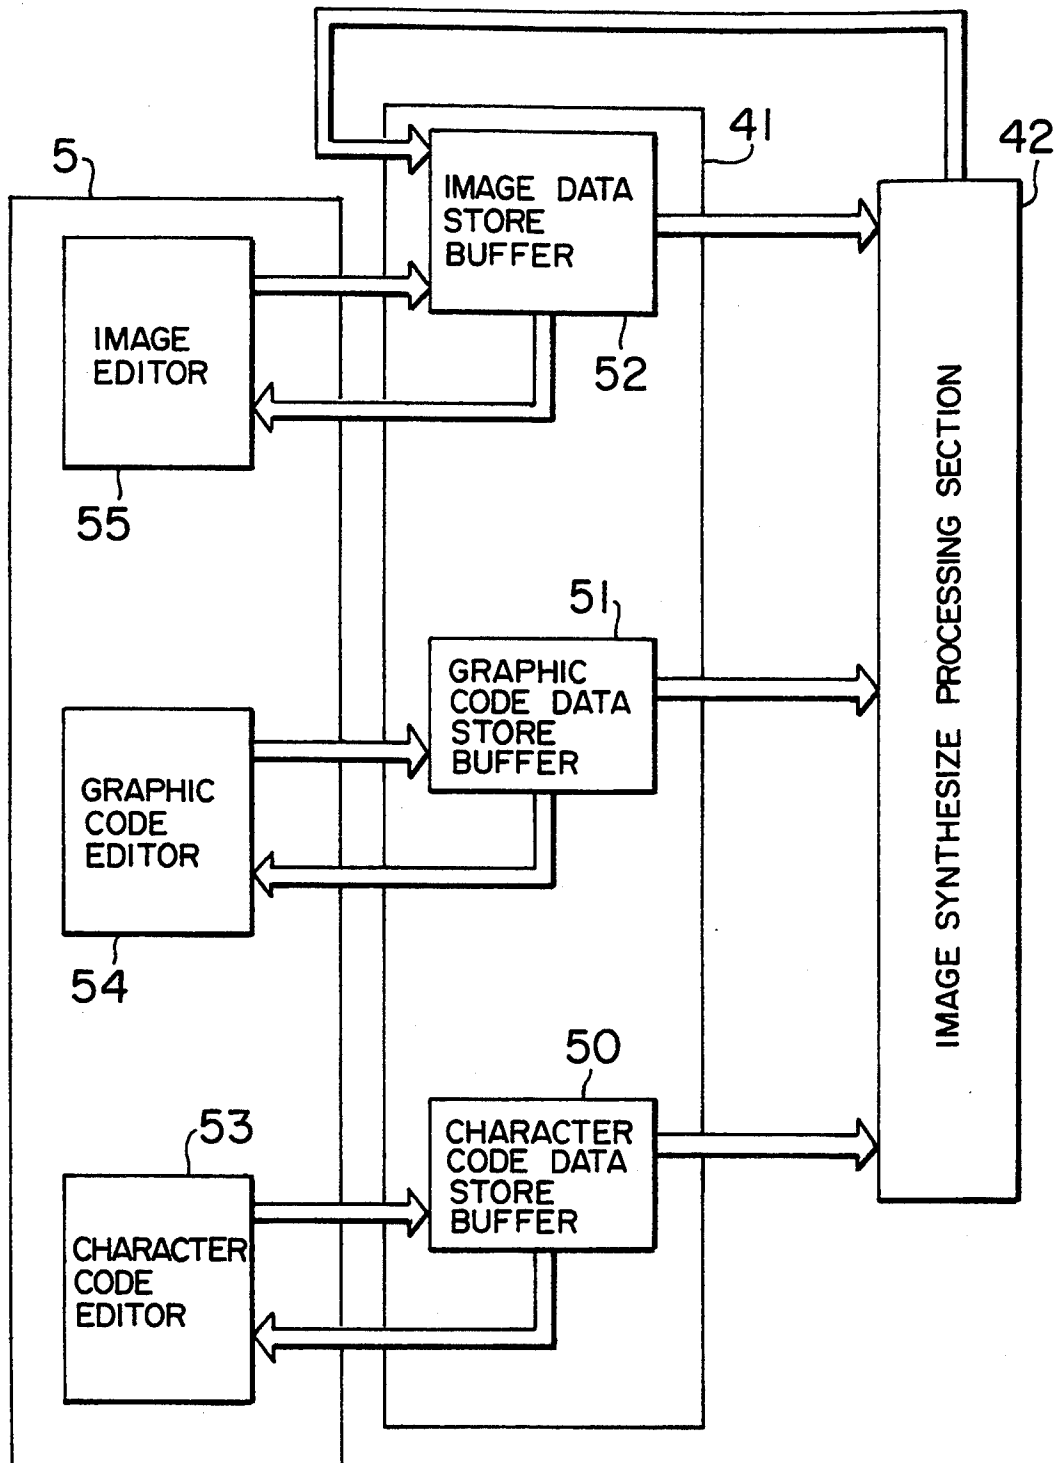 41
42
5
IMAGE DATA
STORE
BUFFER
52
IMAGE
EDITOR
55
IMAGE SYNTHESIZE PROCESSING SECTION
51
GRAPHIC
CODE DATA
STORE
BUFFER
GRAPHIC
CODE
EDITOR
54
50
CHARACTER
CODE DATA
STORE
BUFFER
53
CHARACTER
CODE
EDITOR